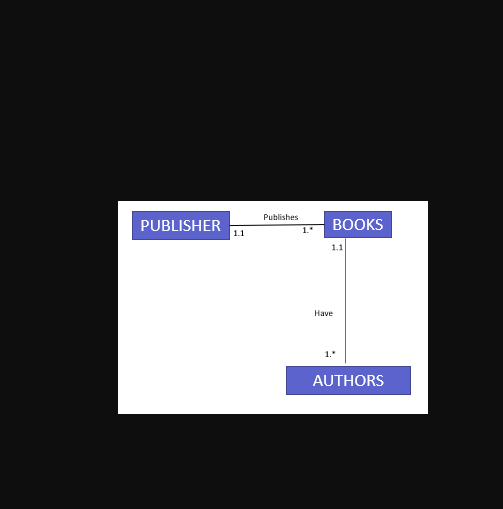 Publishes
PUBLISHER
BOOKS
1.1
1.*
1.1
Have
1.*
AUTHORS